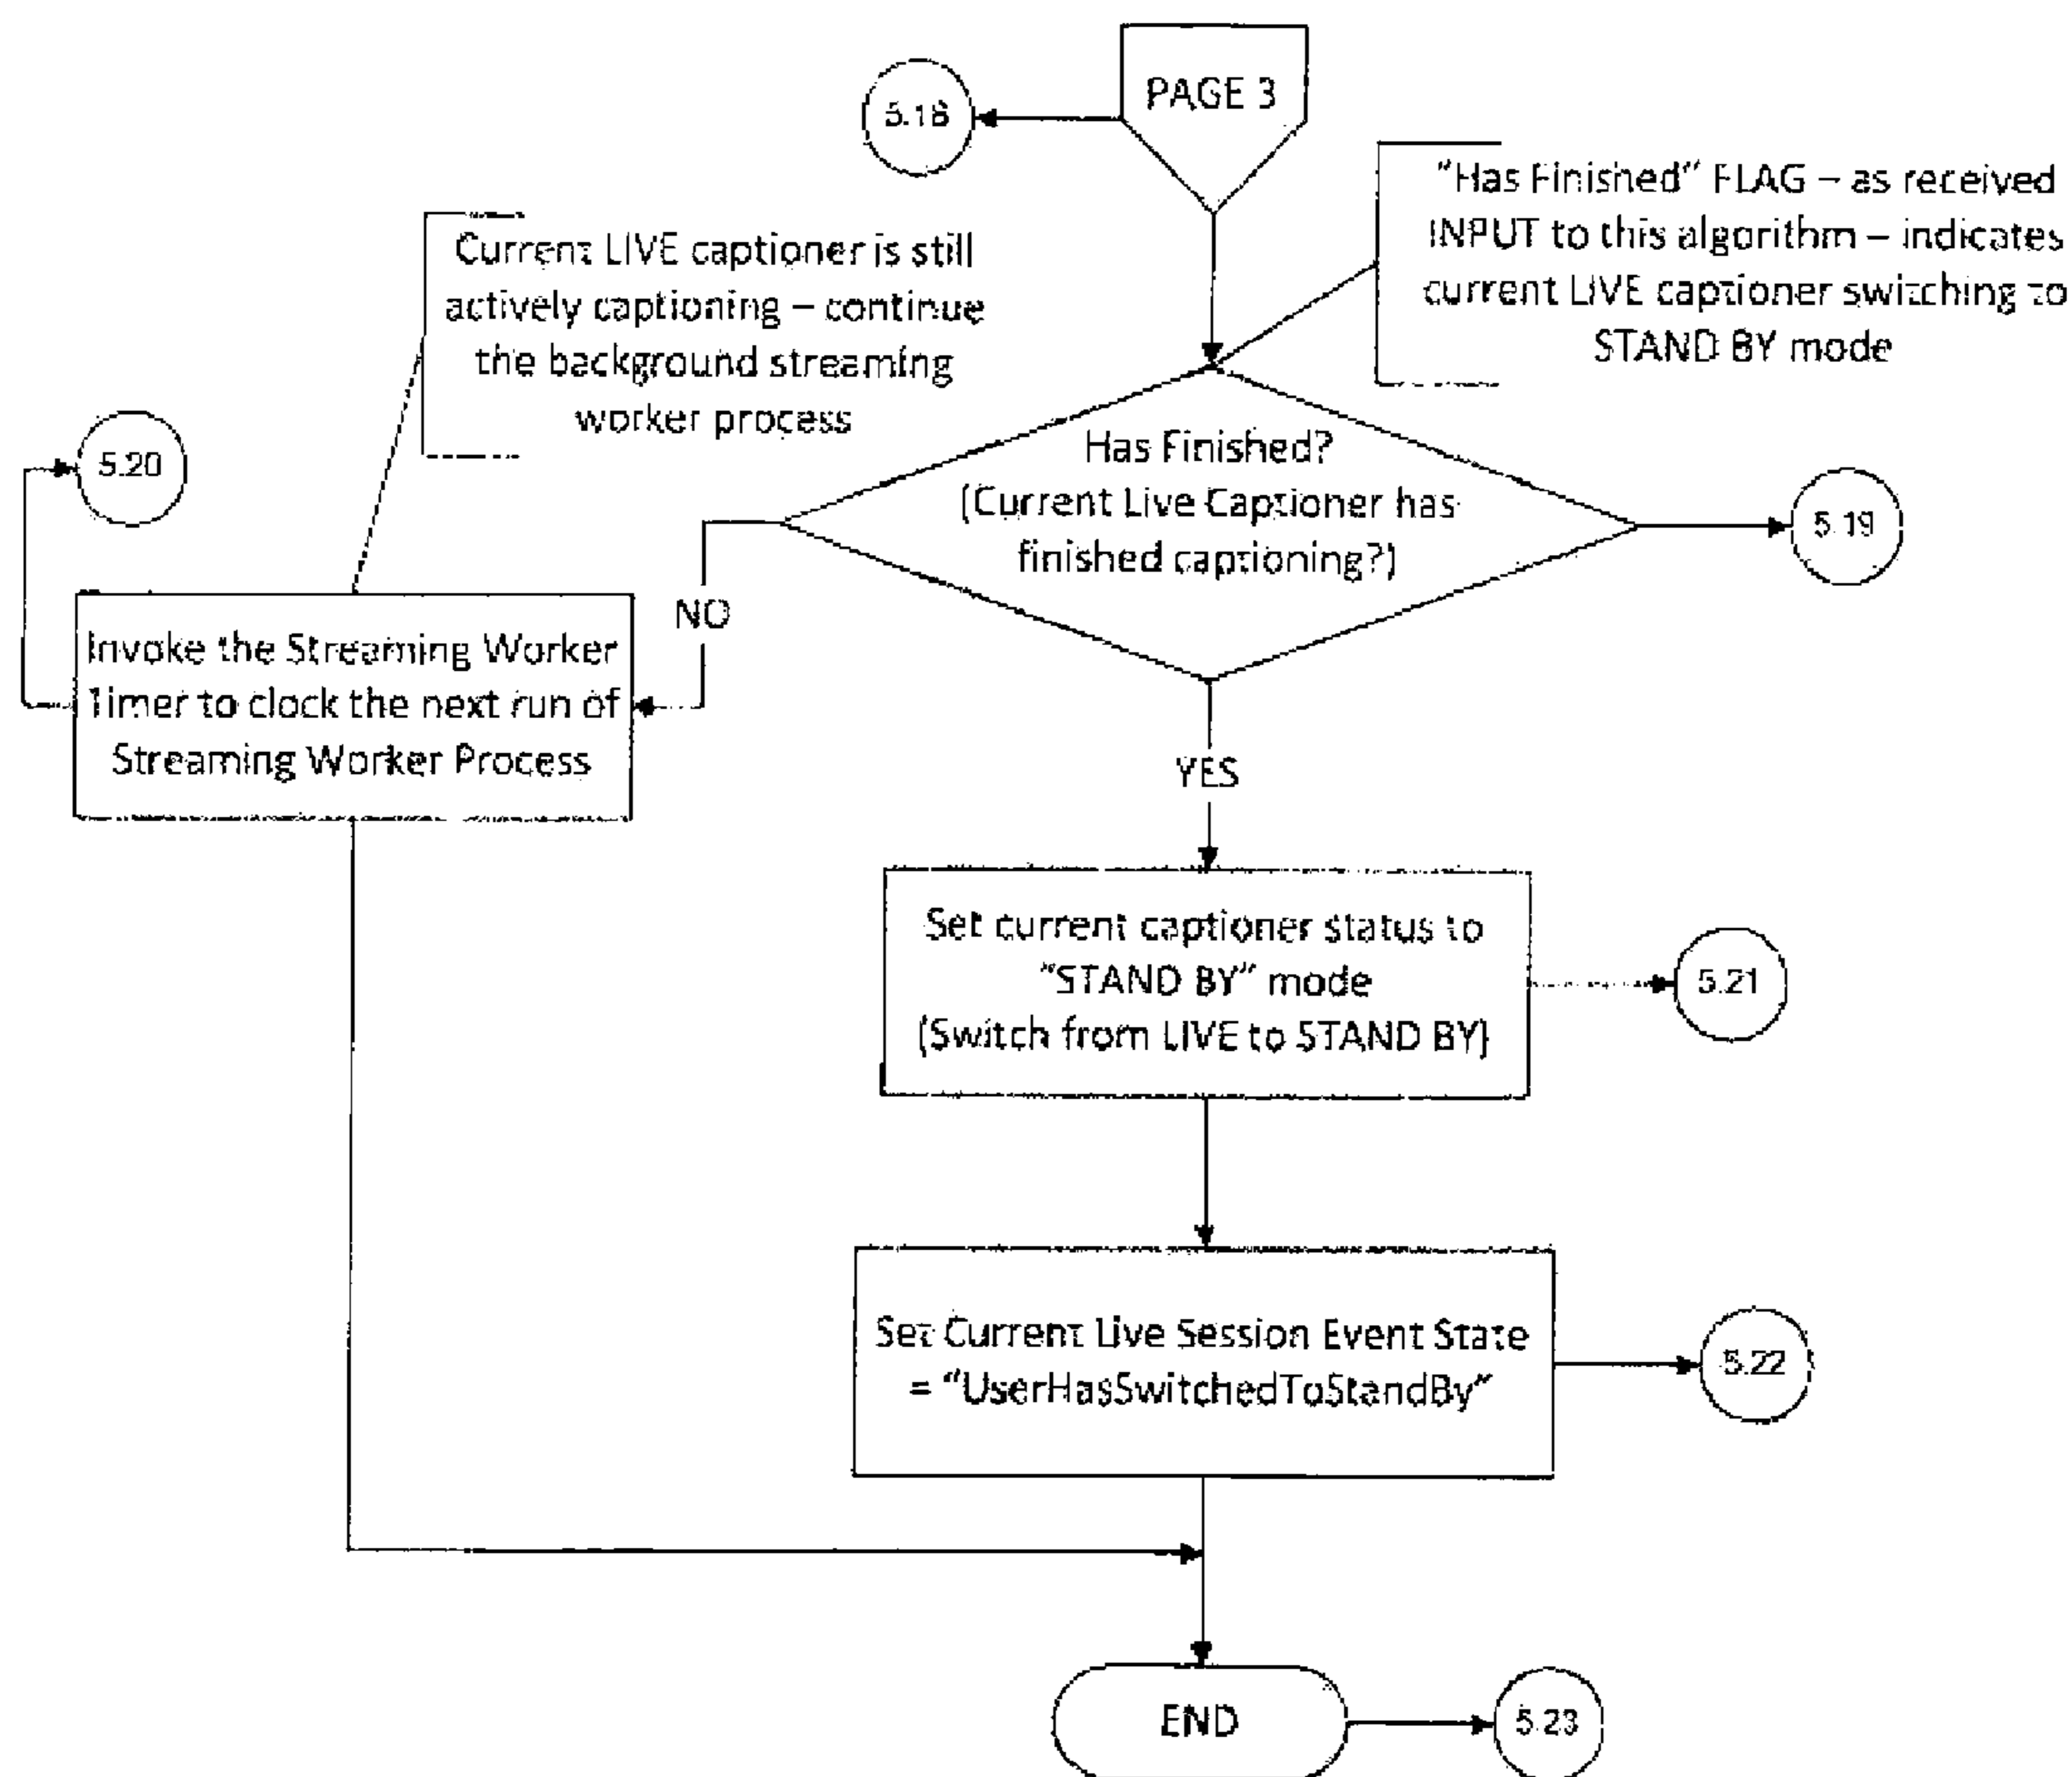 PAGE 3
5.18
"Has Finished" FLAG – as received
INPUT to this algorithm – indicates
current LIVE captioner switching to
STAND BY mode
Current LIVE captioner is still
actively captioning – continue
the background streaming
worker process
5.20
Has Finished?
(Current Live Captioner has
finished captioning?)
5.19
NO
Invoke the Streaming Worker
Timer to clock the next run of
Streaming Worker Process
YES
Set current captioner status to
"STAND BY" mode
(Switch from LIVE to STAND BY)
5.21
Set Current Live Session Event State
= "UserHasSwitchedToStandBy"
5.22
END
5.23